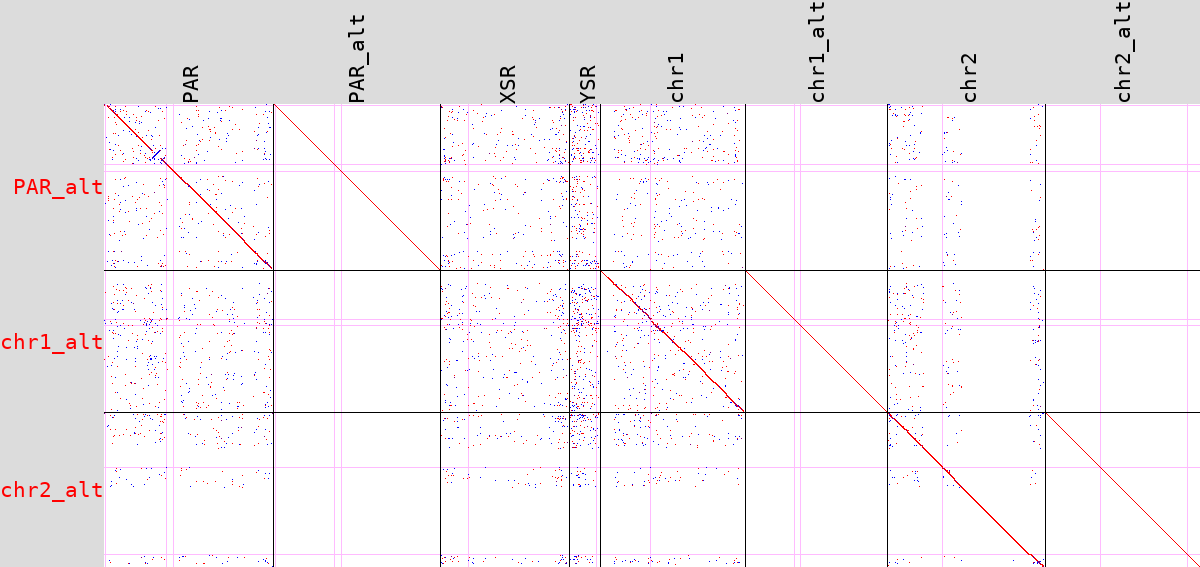 PAR
PAR_alt
XSR
YSR
chr1
chr1_alt
chr2
chr2_alt
PAR_alt
chr1_alt
chr2_alt